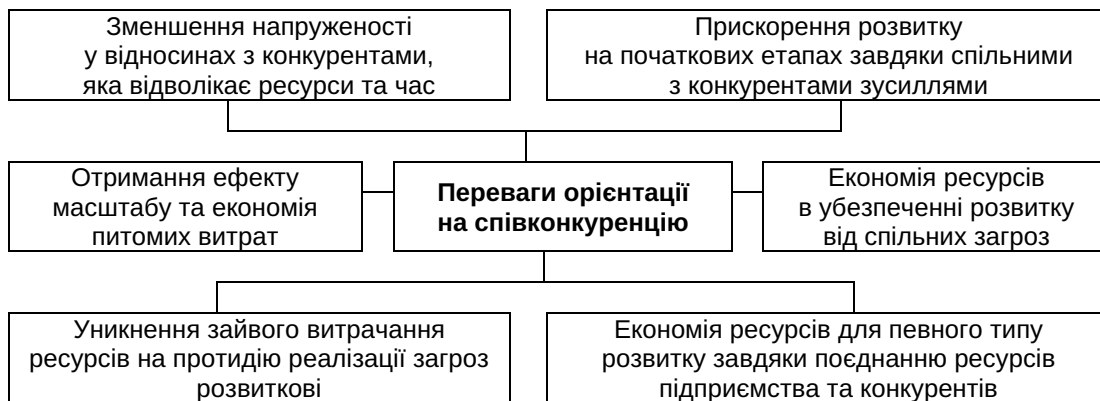 Зменшення напруженості
у відносинах з конкурентами,
яка відволікає ресурси та час
Прискорення розвитку
на початкових етапах завдяки спільними
з конкурентами зусиллями
Отримання ефекту
масштабу та економія
питомих витрат
Переваги орієнтації
на співконкуренцію
Економія ресурсів
в убезпеченні розвитку
від спільних загроз
Уникнення зайвого витрачання
ресурсів на протидію реалізації загроз
розвиткові
Економія ресурсів для певного типу
розвитку завдяки поєднанню ресурсів
підприємства та конкурентів